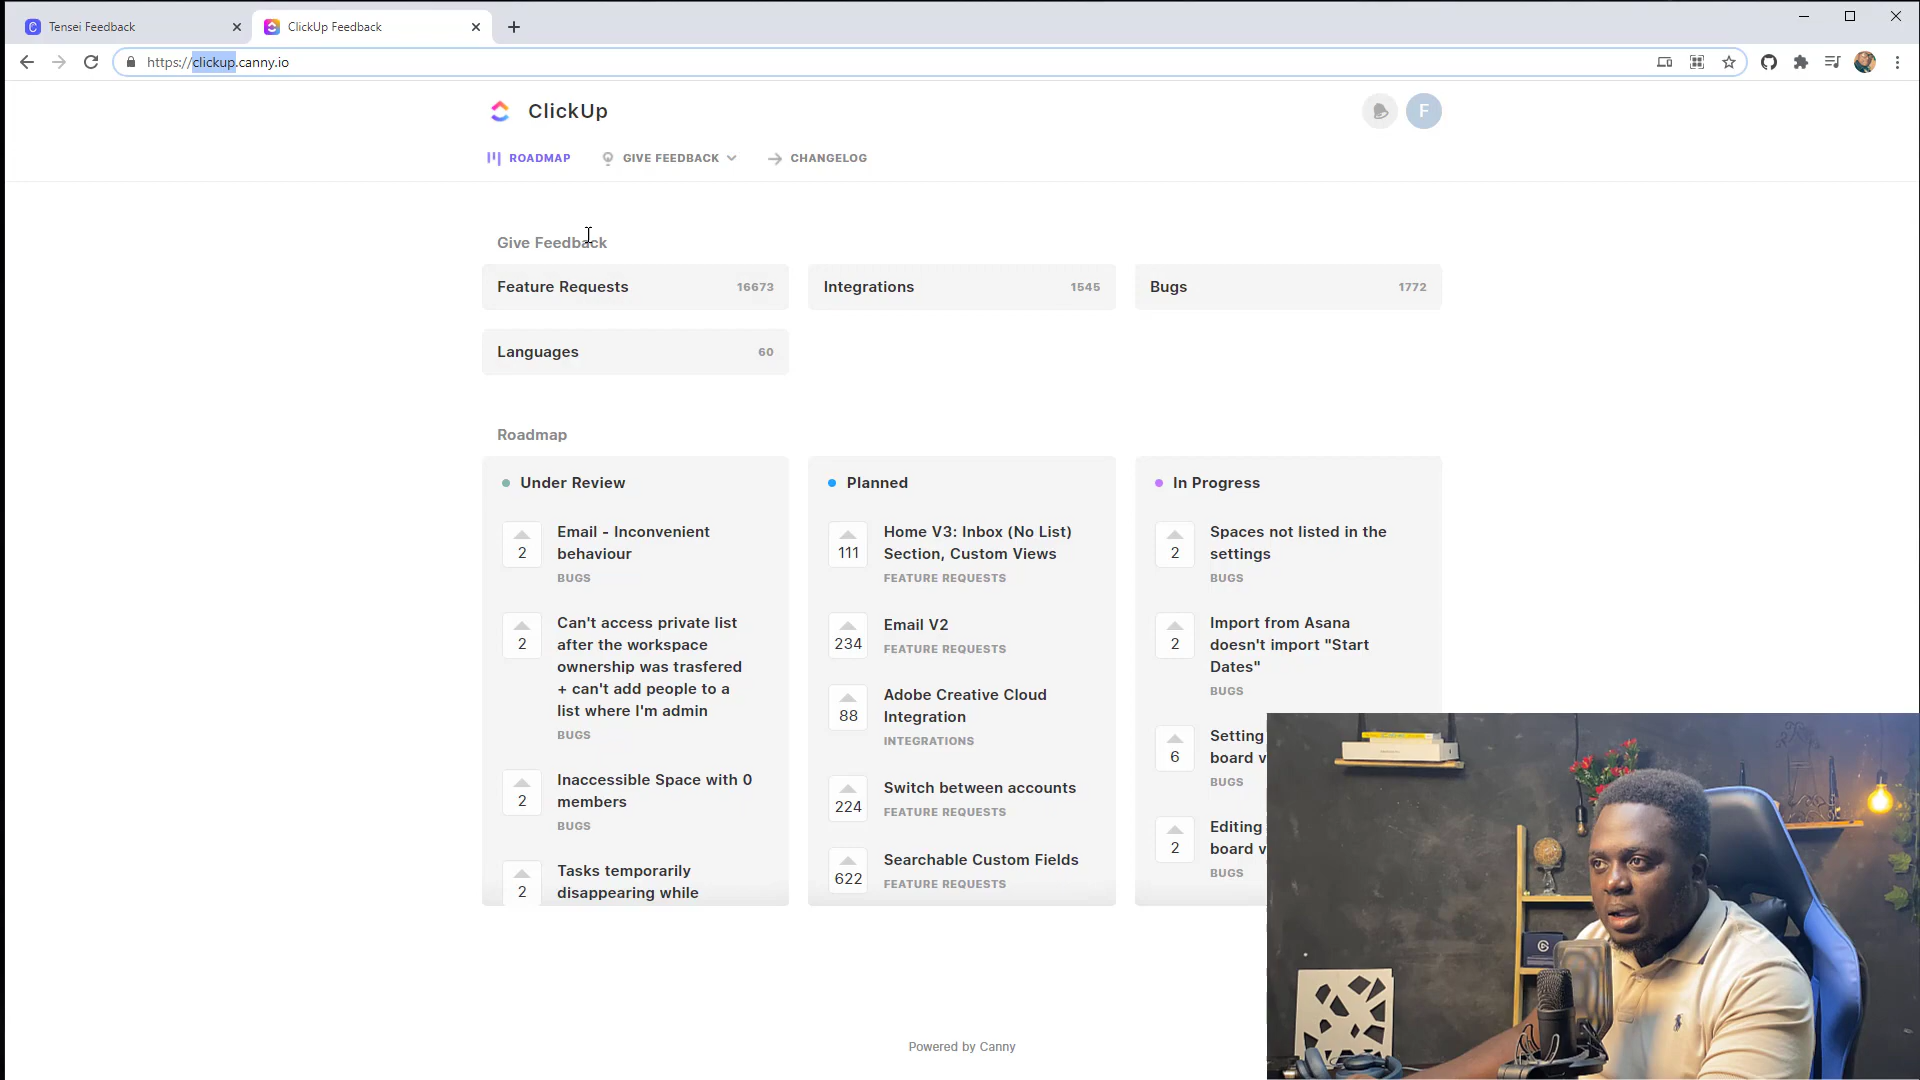 Tensei Feedback
ClickUp Feedback
https://clickup.canny.io
ClickUp
F
ROADMAP
GIVE FEEDBACK
CHANGELOG
Give Feedback
Feature Requests 16673
Integrations 1545
Bugs 1772
Languages 60
Roadmap
Under Review
2
Email - Inconvenient
behaviour
BUGS
2
Can't access private list
after the workspace
ownership was trasfered
+ can't add people to a
list where I'm admin
BUGS
2
Inaccessible Space with 0
members
BUGS
2
Tasks temporarily
disappearing while
Planned
111
Home V3: Inbox (No List)
Section, Custom Views
FEATURE REQUESTS
234
Email V2
FEATURE REQUESTS
88
Adobe Creative Cloud
Integration
INTEGRATIONS
224
Switch between accounts
FEATURE REQUESTS
622
Searchable Custom Fields
FEATURE REQUESTS
In Progress
2
Spaces not listed in the
settings
BUGS
2
Import from Asana
doesn't import "Start
Dates"
BUGS
6
Setting
board v
BUGS
2
Editing
board v
BUGS
Powered by Canny